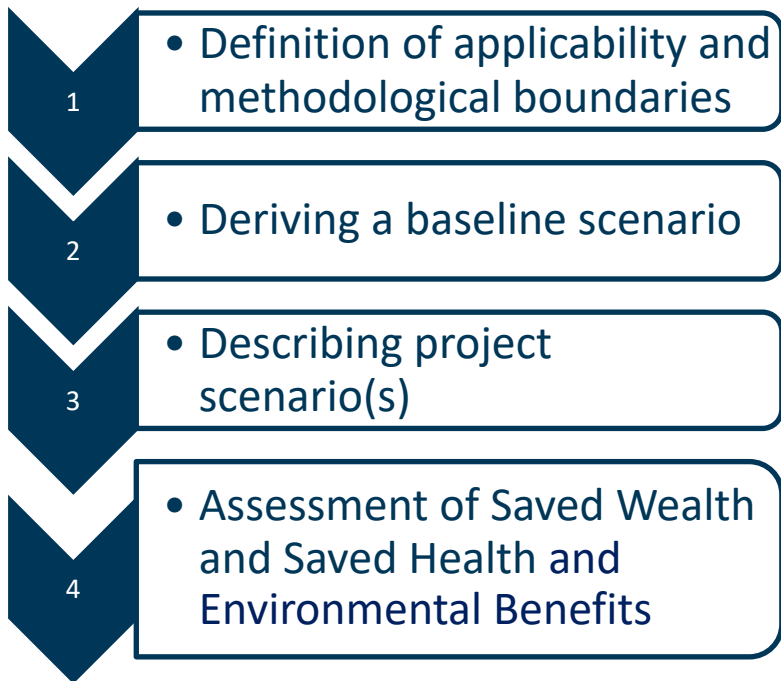 1
• Definition of applicability and
methodological boundaries
2
• Deriving a baseline scenario
3
• Describing project
scenario(s)
4
• Assessment of Saved Wealth
and Saved Health and
Environmental Benefits